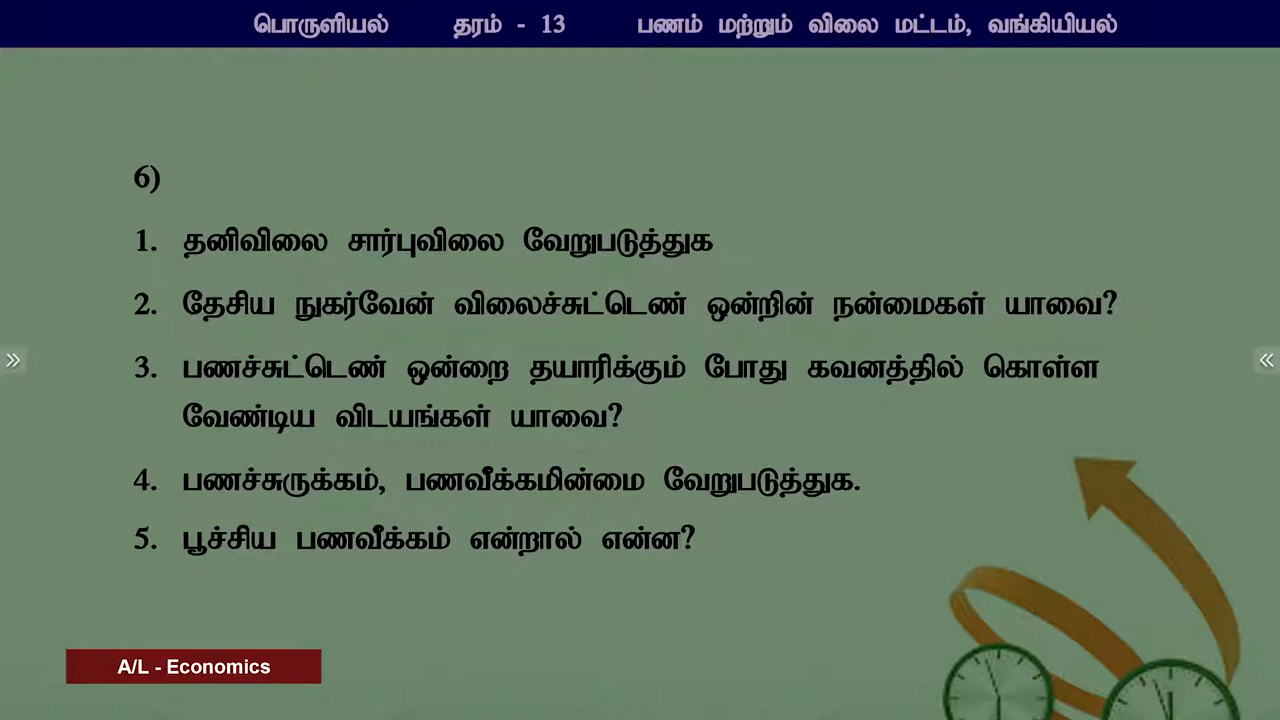 பொருளியல் தரம் - 13 பணம் மற்றும் விலை மட்டம், வங்கியியல்
6)
1. தனிவிலை சார்புவிலை வேறுபடுத்துக
2. தேசிய நுகர்வேன் விலைச்சுட்டெண் ஒன்றின் நன்மைகள் யாவை?
3. பணச்சுட்டெண் ஒன்றை தயாரிக்கும் போது கவனத்தில் கொள்ள
வேண்டிய விடயங்கள் யாவை?
4. பணச்சுருக்கம், பணவீக்கமின்மை வேறுபடுத்துக.
5. பூச்சிய பணவீக்கம் என்றால் என்ன?
A/L - Economics